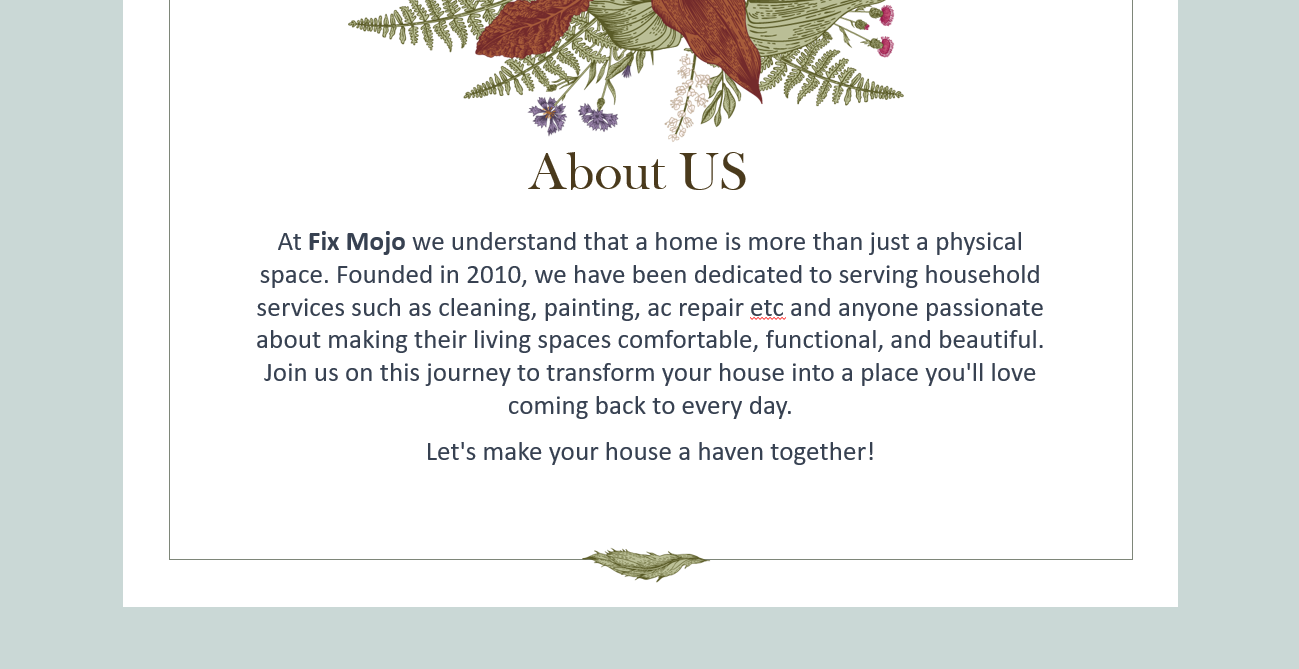 About US
At Fix Mojo we understand that a home is more than just a physical
space. Founded in 2010, we have been dedicated to serving household
services such as cleaning, painting, ac repair etc and anyone passionate
about making their living spaces comfortable, functional, and beautiful.
Join us on this journey to transform your house into a place you'll love
coming back to every day.
Let's make your house a haven together!